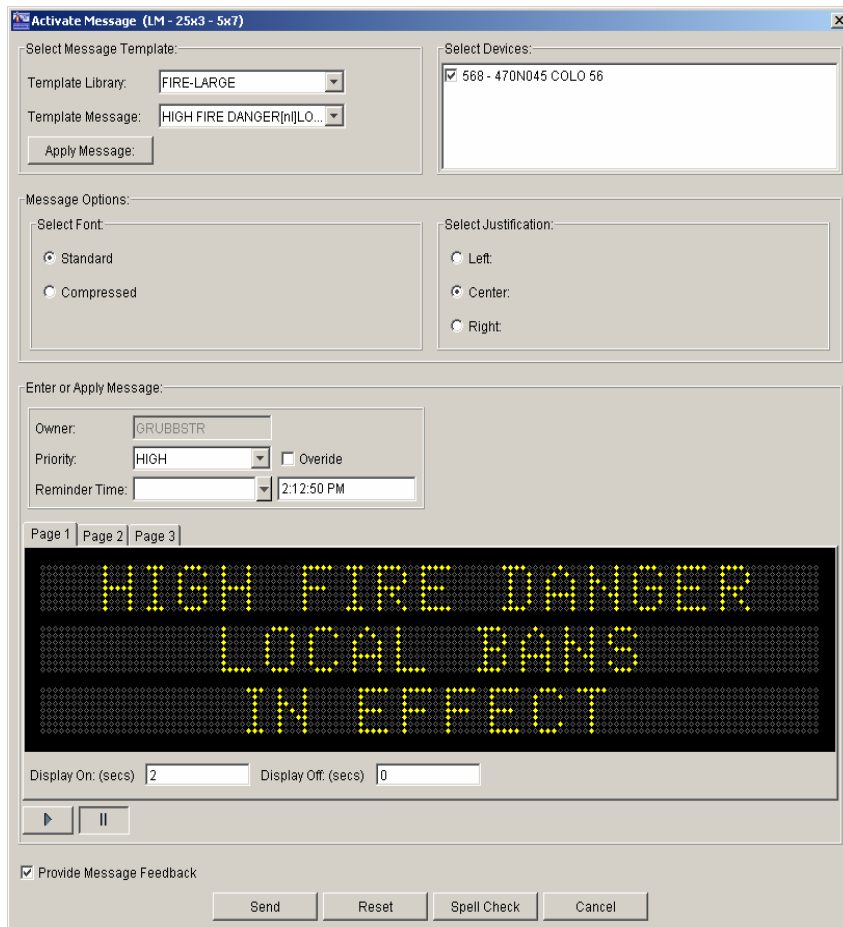 Activate Message (LM - 25x3 - 5x7)
Select Message Template:
Template Library: FIRE-LARGE
Template Message: HIGH FIRE DANGER[nl]LO...
Apply Message:
Select Devices:
568 - 470N045 COLO 56
Message Options:
Select Font:
Standard
Compressed
Select Justification:
Left:
Center:
Right:
Enter or Apply Message:
Owner: GRUBBSTR
Priority: HIGH Overide
Reminder Time: 2:12:50 PM
Page 1 Page 2 Page 3
HIGH FIRE DANGER
LOCAL BANS
IN EFFECT
Display On: (secs) 2 Display Off: (secs) 0
Provide Message Feedback
Send Reset Spell Check Cancel